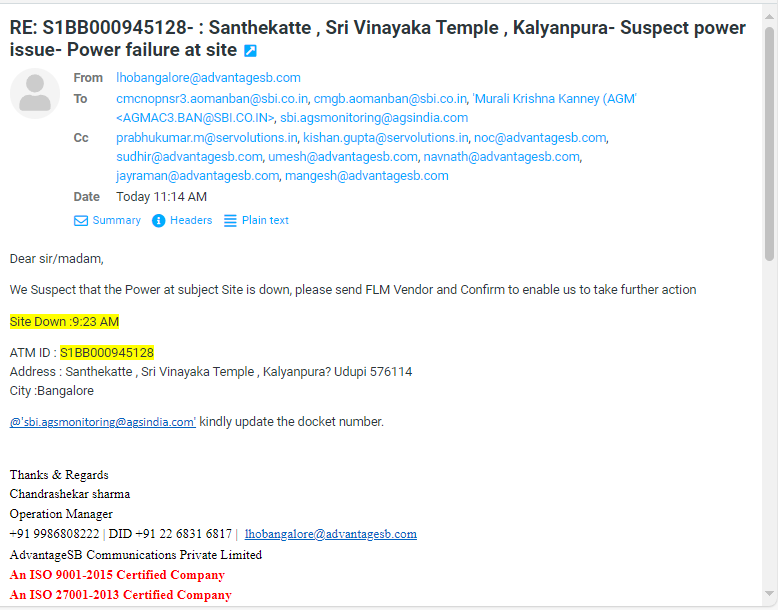 RE: S1BB000945128- : Santhekatte , Sri Vinayaka Temple , Kalyanpura- Suspect power
issue- Power failure at site
From lhobangalore@advantagesb.com
To cmcnopnsr3.aomanban@sbi.co.in, cmgb.aomanban@sbi.co.in, 'Murali Krishna Kanney (AGM'
<AGMAC3.BAN@SBI.CO.IN>, sbi.agsmonitoring@agsindia.com
Cc prabhukumar.m@servolutions.in, kishan.gupta@servolutions.in, noc@advantagesb.com,
sudhir@advantagesb.com, umesh@advantagesb.com, navnath@advantagesb.com,
jayraman@advantagesb.com, mangesh@advantagesb.com
Date Today 11:14 AM
Summary Headers Plain text
Dear sir/madam,
We Suspect that the Power at subject Site is down, please send FLM Vendor and Confirm to enable us to take further action
Site Down :9:23 AM
ATM ID : S1BB000945128
Address : Santhekatte , Sri Vinayaka Temple , Kalyanpura? Udupi 576114
City :Bangalore
@'sbi.agsmonitoring@agsindia.com' kindly update the docket number.
Thanks & Regards
Chandrashekar sharma
Operation Manager
+91 9986808222 | DID +91 22 6831 6817 | lhobangalore@advantagesb.com
AdvantageSB Communications Private Limited
An ISO 9001-2015 Certified Company
An ISO 27001-2013 Certified Company